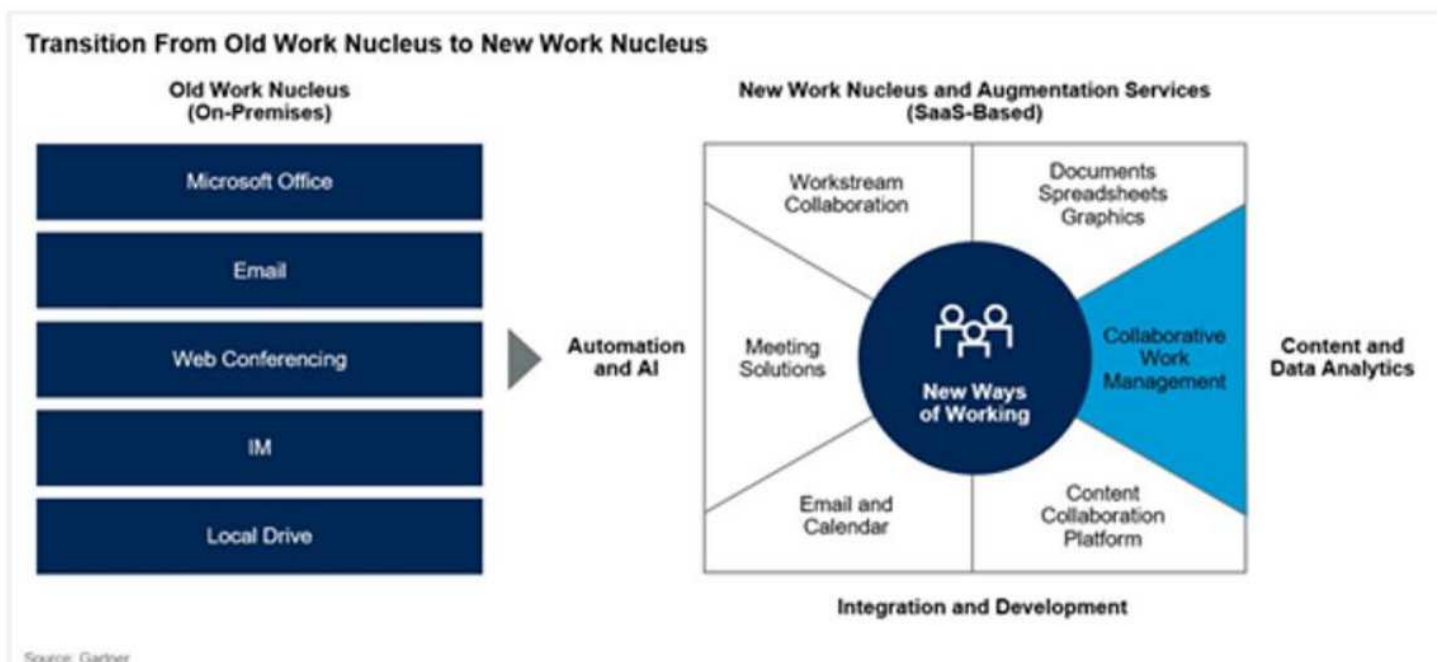 Transition From Old Work Nucleus to New Work Nucleus
Old Work Nucleus
(On-Premises)
Microsoft Office
Email
Web Conferencing
IM
Local Drive
Automation
and AI
New Work Nucleus and Augmentation Services
(SaaS-Based)
Workstream
Collaboration
Documents
Spreadsheets
Graphics
Meeting
Solutions
New Ways
of Working
Collaborative
Work
Management
Email and
Calendar
Content
Collaboration
Platform
Content and
Data Analytics
Integration and Development
Source: Gartner